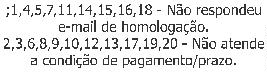 ;1,4,5,7,11,14,15,16,18 - Não respondeu
e-mail de homologação.
2,3,6,8,9,10,12,13,17,19,20 - Não atende
a condição de pagamento/prazo.